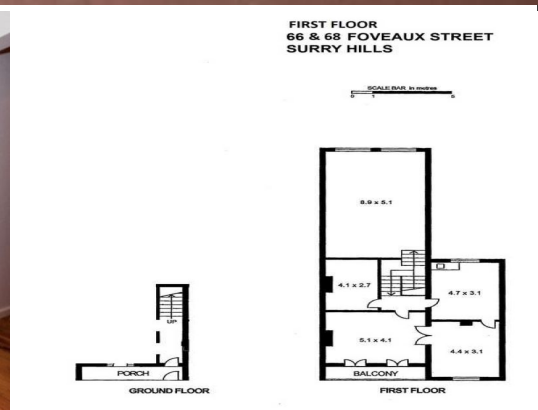 FIRST FLOOR
66 & 68 FOVEAUX STREET
SURRY HILLS
SCALE BAR in metres
0 1 5
8.9 x 5.1
4.1 x 2.7
4.7 x 3.1
5.1 x 4.1
4.4 x 3.1
UP
PORCH
BALCONY
GROUND FLOOR
FIRST FLOOR